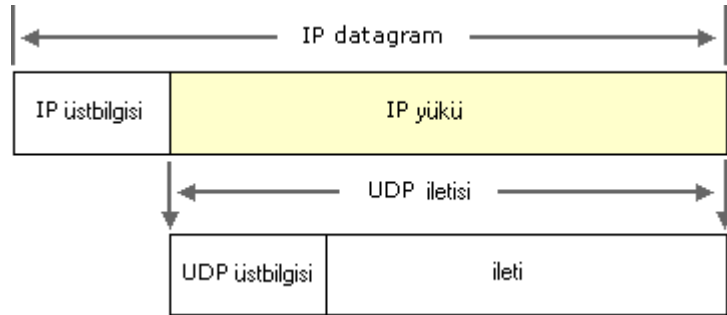 IP datagram
IP üstbilgisi
IP yükü
UDP iletisi
UDP üstbilgisi
ileti